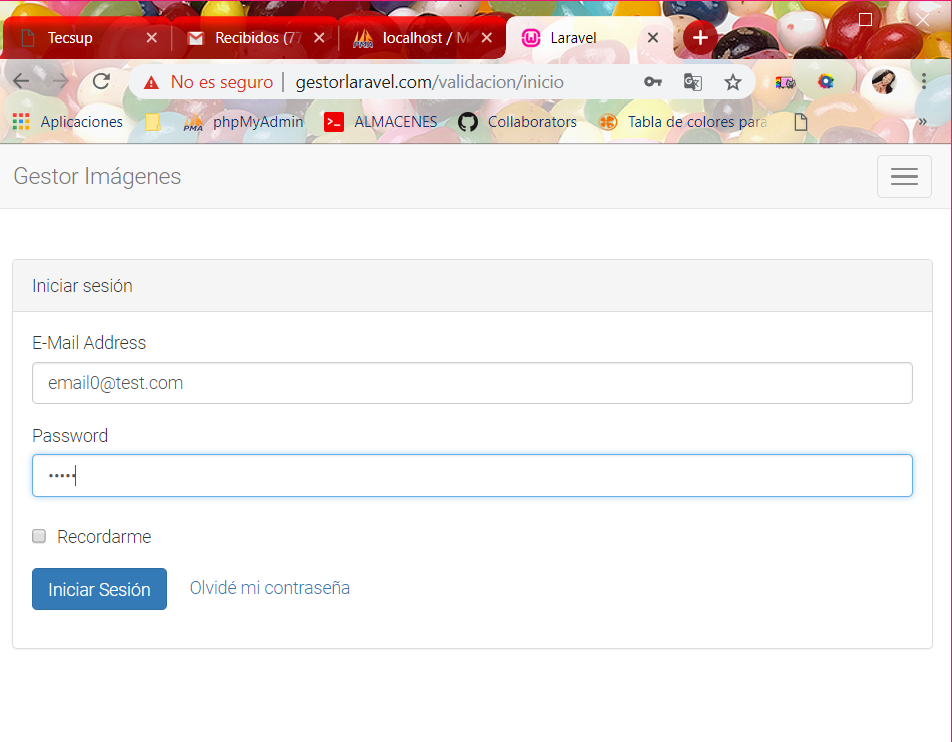 Tecsup
Recibidos (77
localhost / M
Laravel
No es seguro | gestorlaravel.com/validacion/inicio
Aplicaciones
PMA
phpMyAdmin
ALMACENES
Collaborators
Tabla de colores para
»
Gestor Imágenes
Iniciar sesión
E-Mail Address
email0@test.com
Password
•••••
Recordarme
Iniciar Sesión
Olvidé mi contraseña